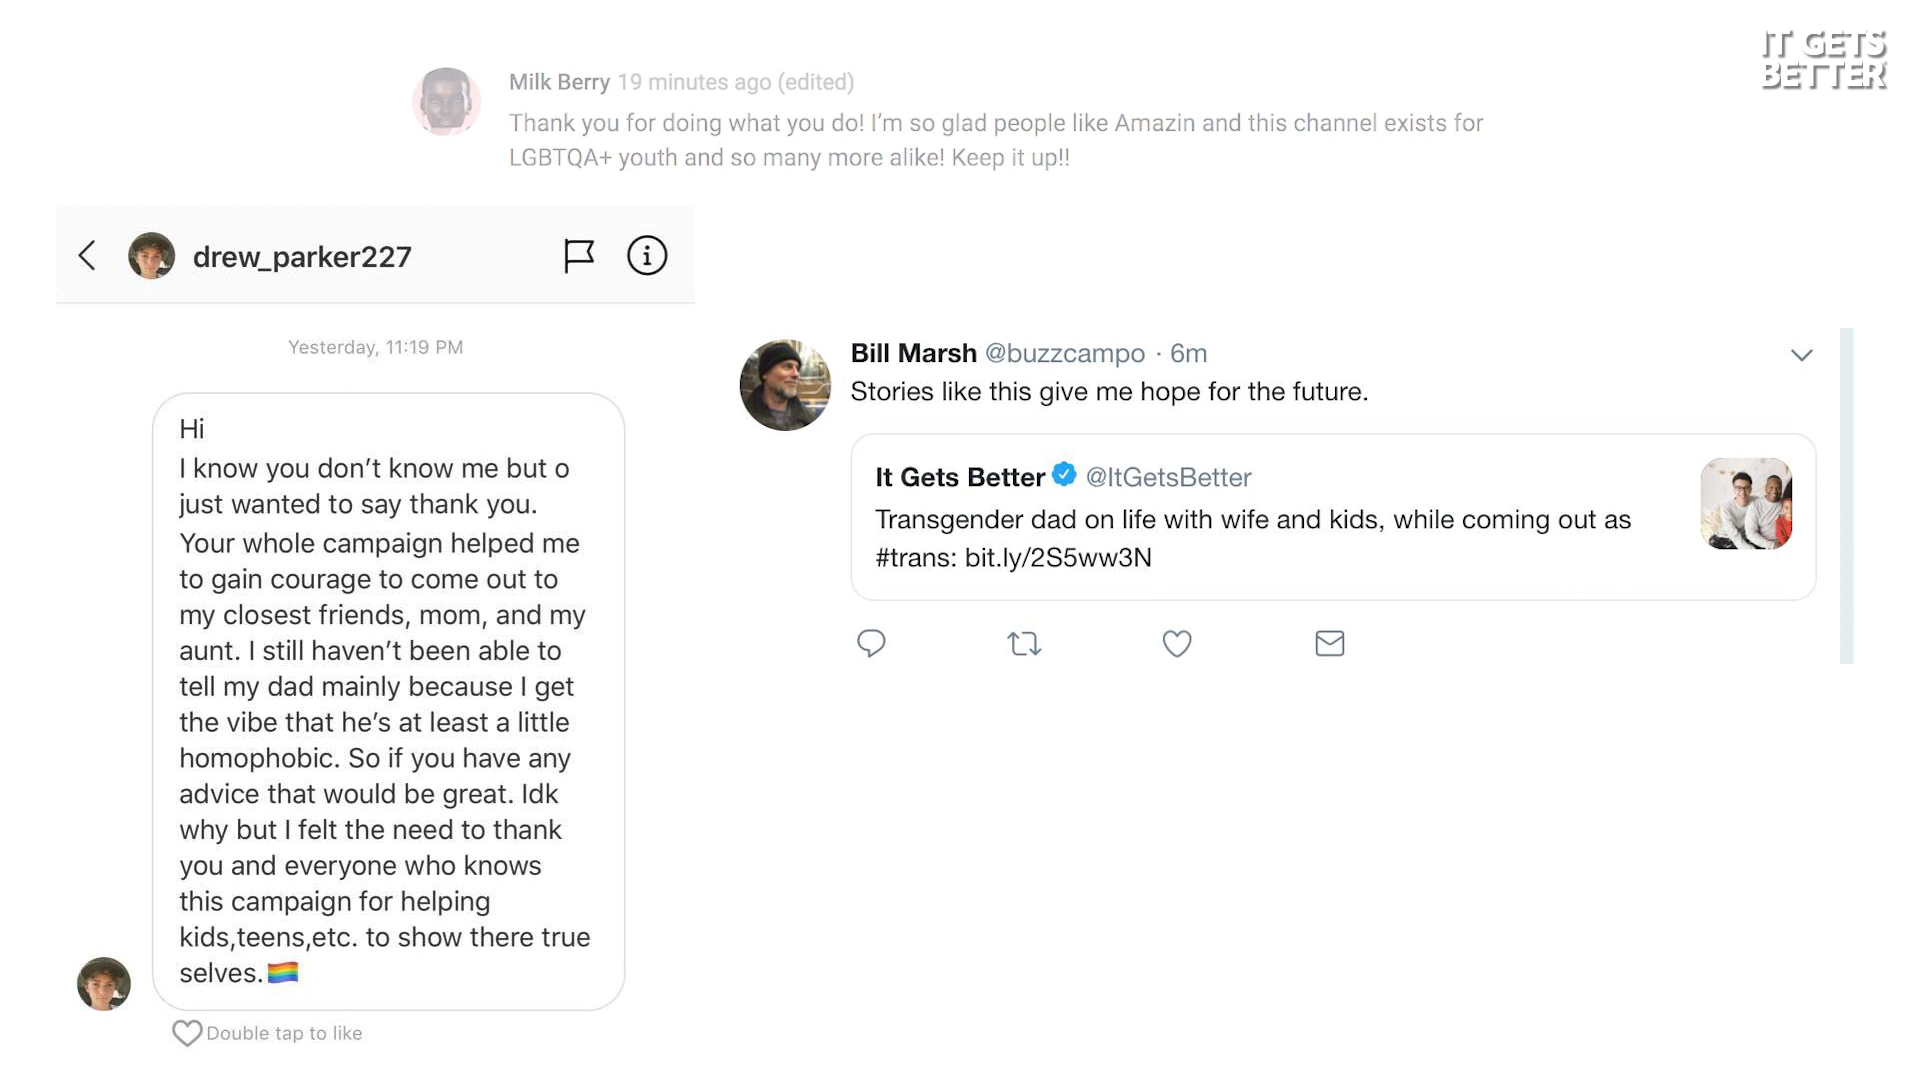 IT GETS
BETTER
Milk Berry 19 minutes ago (edited)
Thank you for doing what you do! I'm so glad people like Amazin and this channel exists for
LGBTQA+ youth and so many more alike! Keep it up!!
drew_parker227
Yesterday, 11:19 PM
Hi
I know you don't know me but o
just wanted to say thank you.
Your whole campaign helped me
to gain courage to come out to
my closest friends, mom, and my
aunt. I still haven't been able to
tell my dad mainly because I get
the vibe that he's at least a little
homophobic. So if you have any
advice that would be great. Idk
why but I felt the need to thank
you and everyone who knows
this campaign for helping
kids,teens,etc. to show there true
selves.🏳️‍🌈
Double tap to like
Bill Marsh @buzzcampo · 6m
Stories like this give me hope for the future.
It Gets Better @ItGetsBetter
Transgender dad on life with wife and kids, while coming out as
#trans: bit.ly/2S5ww3N